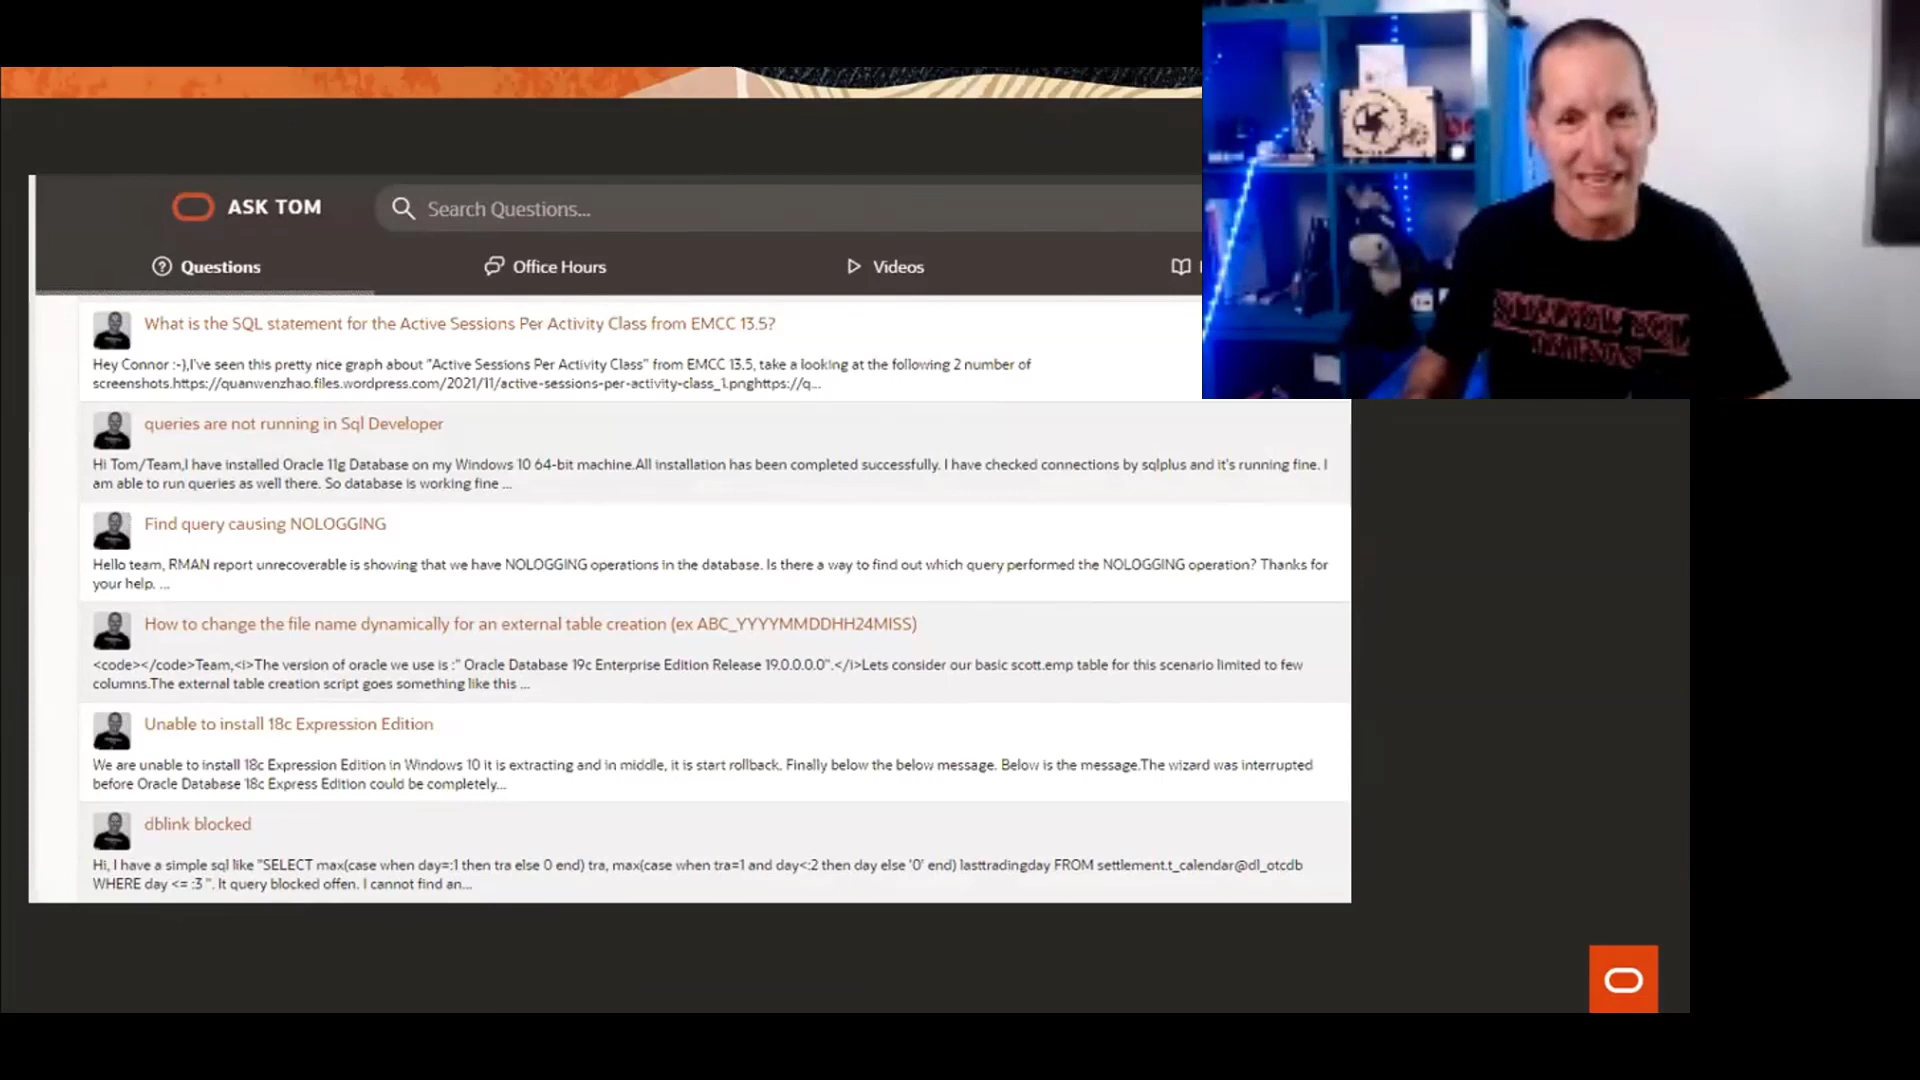 ASK TOM
Search Questions...
Questions
Office Hours
Videos
What is the SQL statement for the Active Sessions Per Activity Class from EMCC 13.5?
Hey Connor :-),I've seen this pretty nice graph about "Active Sessions Per Activity Class" from EMCC 13.5, take a looking at the following 2 number of
screenshots.https://quanwenzhao.files.wordpress.com/2021/11/active-sessions-per-activity-class_1.pnghttps://q...
queries are not running in Sql Developer
Hi Tom/Team,I have installed Oracle 11g Database on my Windows 10 64-bit machine.All installation has been completed successfully. I have checked connections by sqlplus and it's running fine. I
am able to run queries as well there. So database is working fine ...
Find query causing NOLOGGING
Hello team, RMAN report unrecoverable is showing that we have NOLOGGING operations in the database. Is there a way to find out which query performed the NOLOGGING operation? Thanks for
your help. ...
How to change the file name dynamically for an external table creation (ex ABC_YYYYMMDDHH24MISS)
<code></code>Team,<i>The version of oracle we use is :" Oracle Database 19c Enterprise Edition Release 19.0.0.0.0".</i>Lets consider our basic scott.emp table for this scenario limited to few
columns.The external table creation script goes something like this ...
Unable to install 18c Expression Edition
We are unable to install 18c Expression Edition in Windows 10 it is extracting and in middle, it is start rollback. Finally below the below message. Below is the message.The wizard was interrupted
before Oracle Database 18c Express Edition could be completely...
dblink blocked
Hi, I have a simple sql like "SELECT max(case when day=:1 then tra else 0 end) tra, max(case when tra=1 and day<:2 then day else '0' end) lasttradingday FROM settlement.t_calendar@dl_otcdb
WHERE day <= :3 ". It query blocked offen. I cannot find an...
SQL